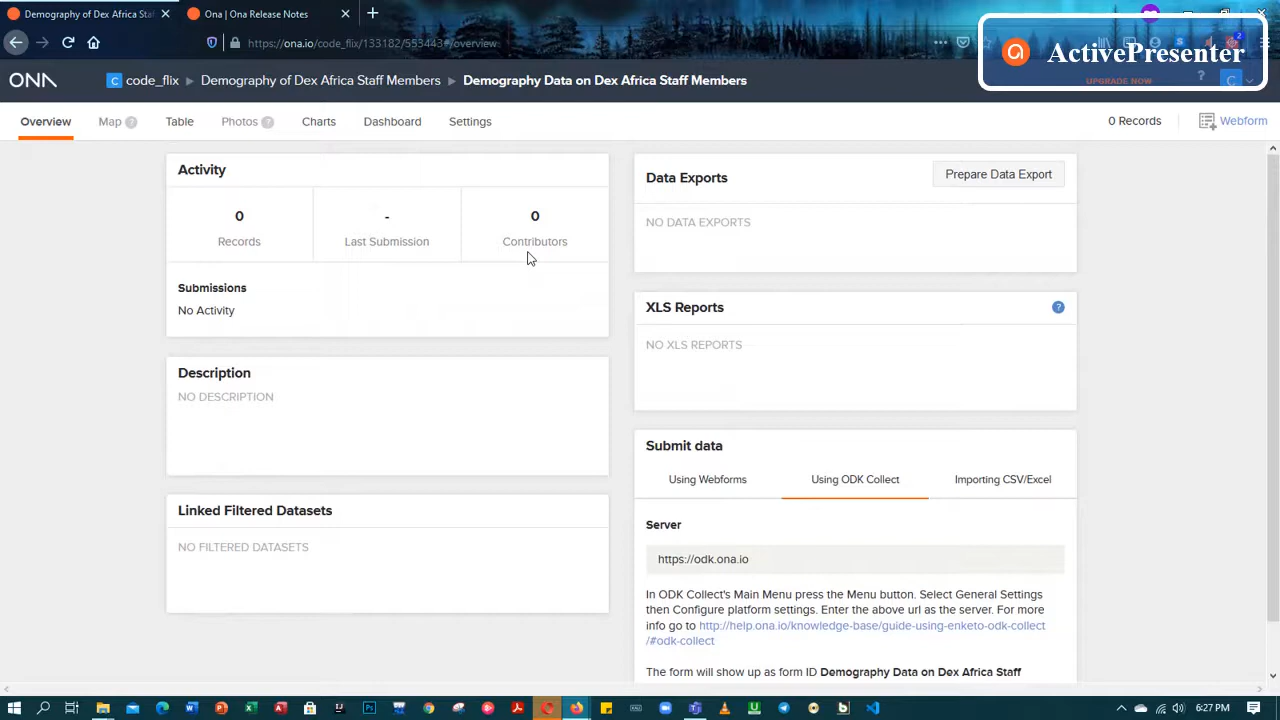 Demography of Dex Africa Staff
Ona | Ona Release Notes
ona.io/code_flix/133182/553443#/overview
ActivePresenter
ONA
C code_flix Demography of Dex Africa Staff Members Demography Data on Dex Africa Staff Members
UPGRADE NOW
Overview Map Table Photos Charts Dashboard Settings 0 Records Webform
Activity
0 - 0
Records Last Submission Contributors
Submissions
No Activity
Description
NO DESCRIPTION
Linked Filtered Datasets
NO FILTERED DATASETS
Data Exports Prepare Data Export
NO DATA EXPORTS
XLS Reports ?
NO XLS REPORTS
Submit data
Using Webforms Using ODK Collect Importing CSV/Excel
Server
https://odk.ona.io
In ODK Collect's Main Menu press the Menu button. Select General Settings
then Configure platform settings. Enter the above url as the server. For more
info go to http://help.ona.io/knowledge-base/guide-using-enketo-odk-collect
/#odk-collect
The form will show up as form ID Demography Data on Dex Africa Staff
6:27 PM